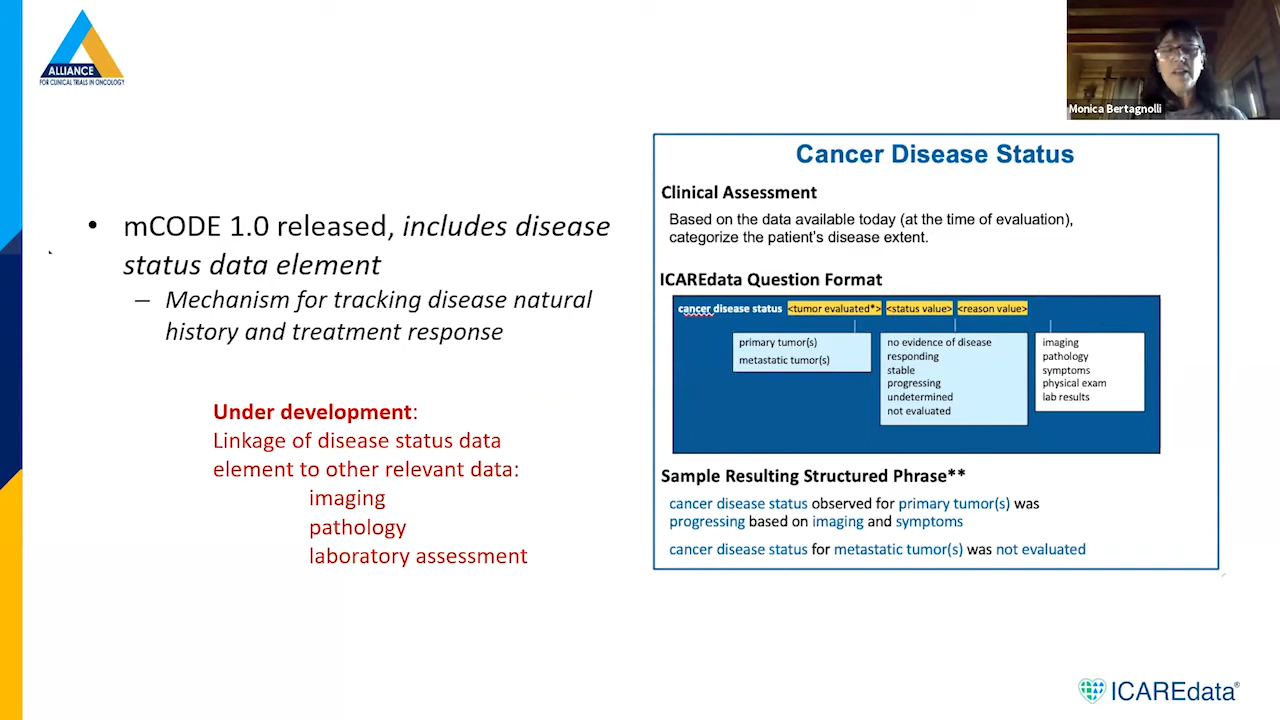 ALLIANCE
FOR CLINICAL TRIALS IN ONCOLOGY
Monica Bertagnolli
• mCODE 1.0 released, includes disease
status data element
– Mechanism for tracking disease natural
history and treatment response
Under development:
Linkage of disease status data
element to other relevant data:
imaging
pathology
laboratory assessment
Cancer Disease Status
Clinical Assessment
Based on the data available today (at the time of evaluation),
categorize the patient's disease extent.
ICAREdata Question Format
cancer disease status <tumor evaluated*> <status value> <reason value>
primary tumor(s)
metastatic tumor(s)
no evidence of disease
responding
stable
progressing
undetermined
not evaluated
imaging
pathology
symptoms
physical exam
lab results
Sample Resulting Structured Phrase**
cancer disease status observed for primary tumor(s) was
progressing based on imaging and symptoms
cancer disease status for metastatic tumor(s) was not evaluated
ICAREdata®